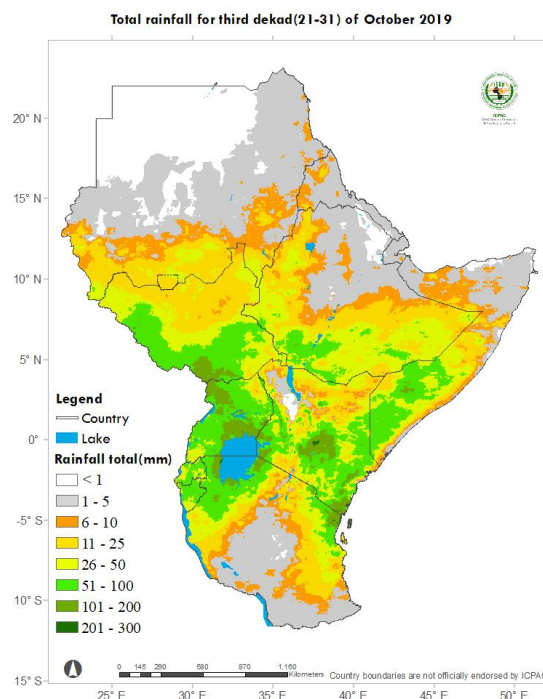 Total rainfall for third dekad(21-31) of October 2019
ICPAC
20° N
15° N
10° N
5° N
0°
5° S
10° S
15° S
Legend
Country
Lake
Rainfall total(mm)
< 1
1 - 5
6 - 10
11 - 25
26 - 50
51 - 100
101 - 200
201 - 300
0 145 290 580 870 1,160
Kilometers
Country boundaries are not officially endorsed by ICPAC
25° E 30° E 35° E 40° E 45° E 50° E